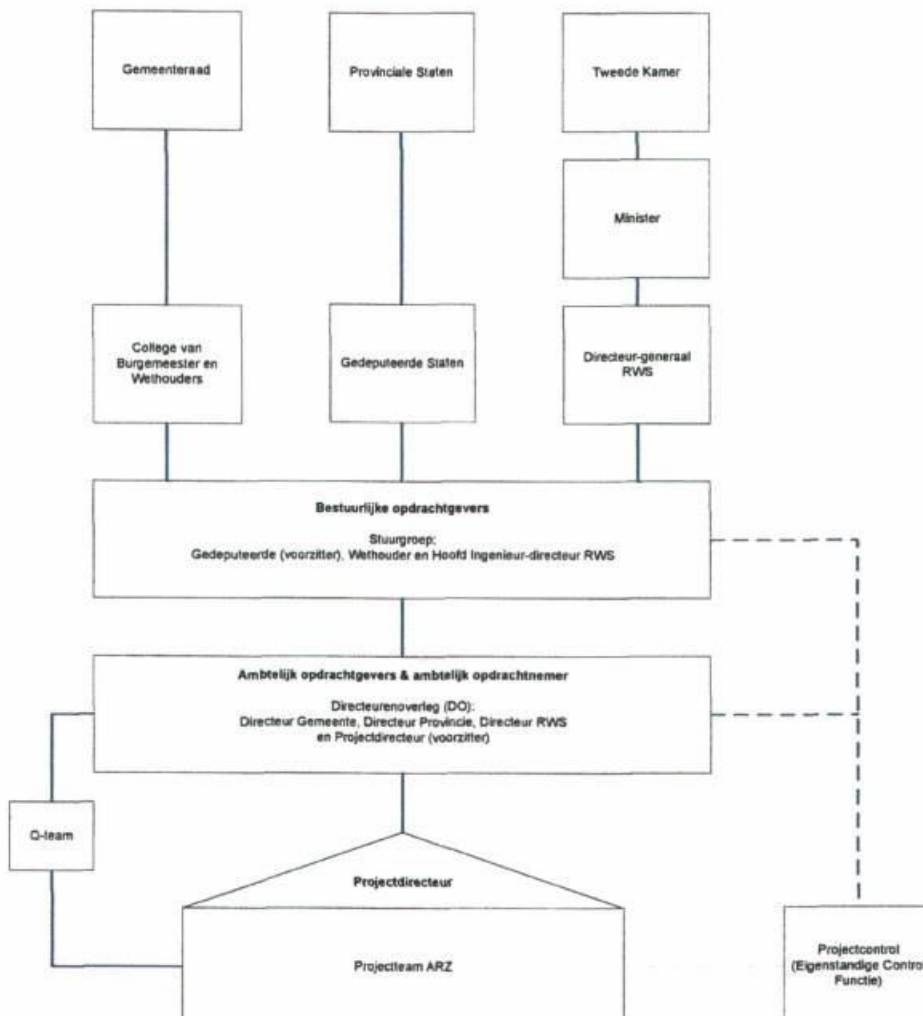 Gemeenteraad
Provinciale Staten
Tweede Kamer
Minister
College van
Burgemeester en
Wethouders
Gedeputeerde Staten
Directeur-generaal
RWS
Bestuurlijke opdrachtgevers
Stuurgroep:
Gedeputeerde (voorzitter), Wethouder en Hoofd Ingenieur-directeur RWS
Ambtelijk opdrachtgevers & ambtelijk opdrachtnemer
Directeurenoverleg (DO):
Directeur Gemeente, Directeur Provincie, Directeur RWS
en Projectdirecteur (voorzitter)
Q-team
Projectdirecteur
Projectteam ARZ
Projectcontrol
(Eigenstandige Control
Functie)